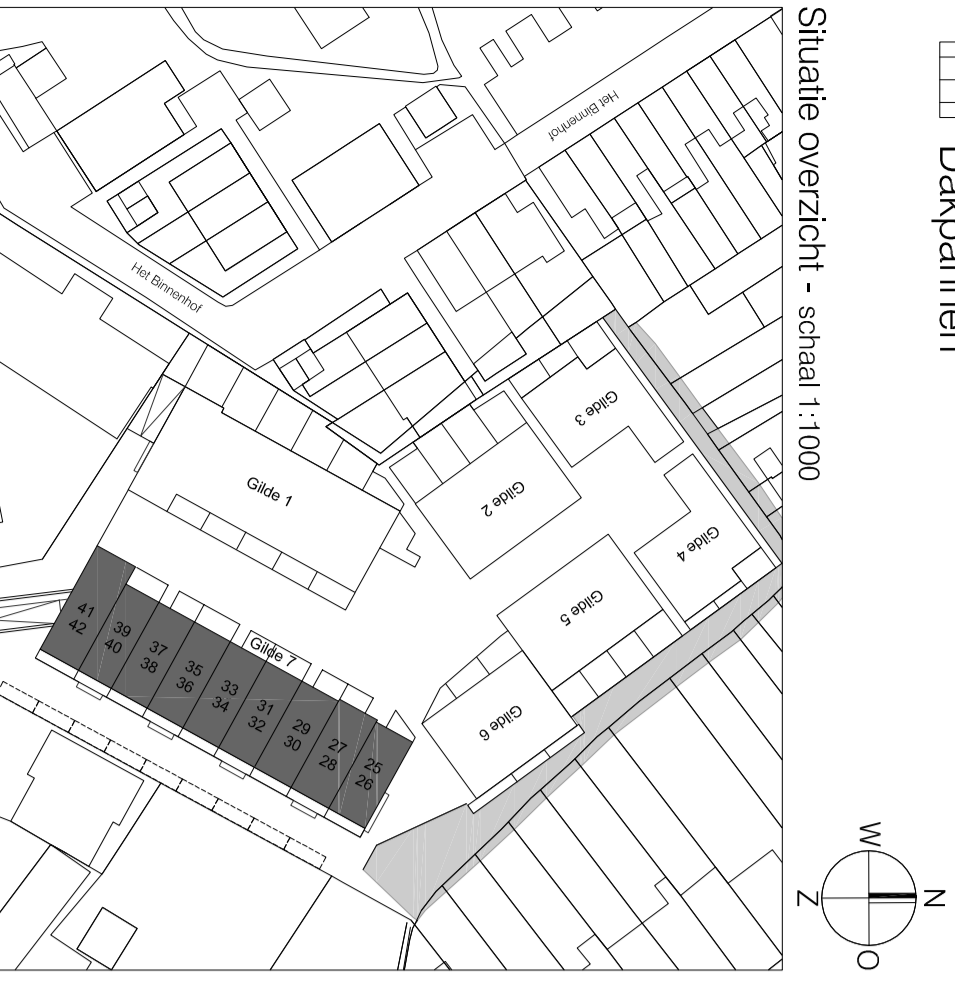 Dakpannen
Situatie overzicht - schaal 1:1000
Het Binnenhof
Het Binnenhof
Gilde 3
Gilde 2
Gilde 1
Gilde 4
Gilde 5
Gilde 6
Gilde 7
41
42
39
40
37
38
35
36
33
34
31
32
29
30
27
28
25
26
W
N
Z
O